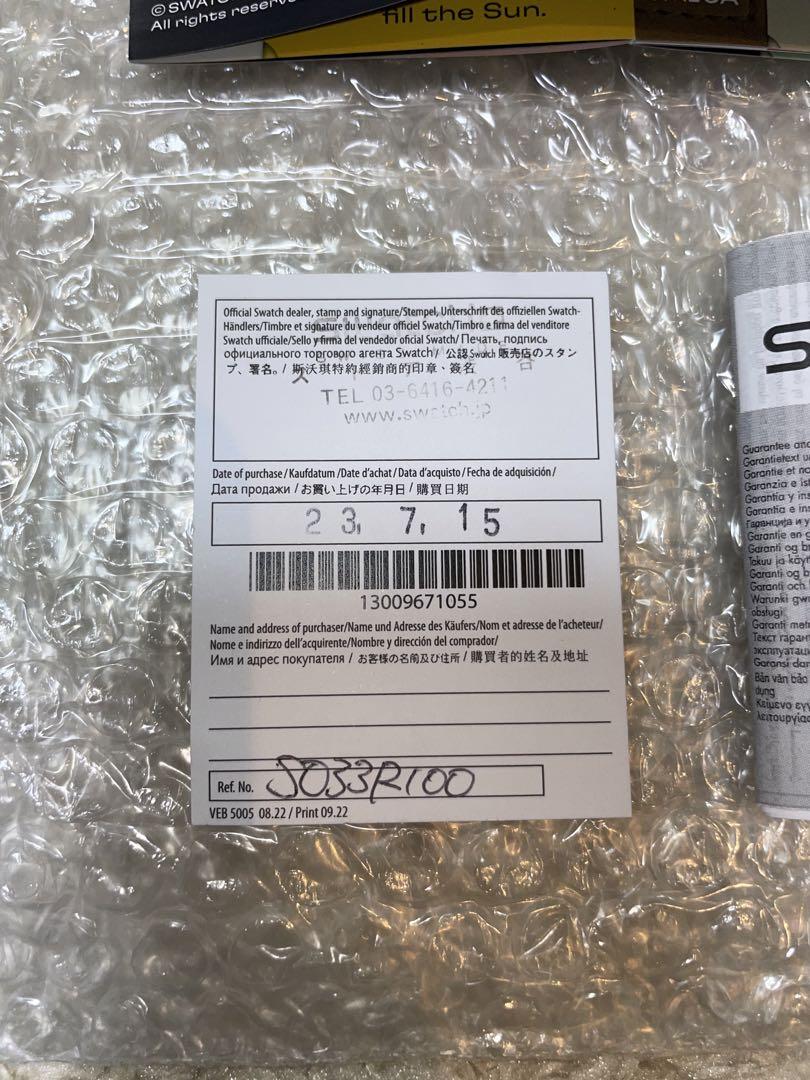 ©SWATC
All rights reserve
fill the Sun.
Official Swatch dealer, stamp and signature/Stempel, Unterschrift des offiziellen Swatch-
Händlers/Timbre et signature du vendeur officiel Swatch/Timbro e firma del venditore
Swatch ufficiale/Sello y firma del vendedor oficial Swatch/ Печать, подпись
официального торгового агента Swatch/ 公認 Swatch 販売店のスタン
プ、署名。/ 斯沃琪特約經銷商的印章、簽名
TEL 03-6416-4211
www.swatch.jp
Date of purchase/Kaufdatum/Date d'achat/Data d'acquisto/Fecha de adquisición/
Дата продажи /お買い上げの年月日/ 購買日期
23, 7, 15
13009671055
Name and address of purchaser/Name und Adresse des Käufers/Nom et adresse de l'acheteur/
Nome e indirizzo dell'acquirente/Nombre y dirección del comprador/
Имя и адрес покупателя / お客様の名前及び住所 / 購買者的姓名及地址
Ref. No. SO33R100
VEB 5005 08.22 / Print 09.22
S
Guarantee and
Garantietext u
Garantie et no
Garanzia e ist
Garantía y ins
Garantia e ins
Гаранция и у
Garantie en g
Garanti og br
Takuu ja käyt
Garanti og b
Garanti och
Warunki gwa
obsługi
Garanti met
Текст гаран
эксплуатаци
Garansi dan
Bản văn bảo
dụng
Κείμενο εγγ
λειτουργίας